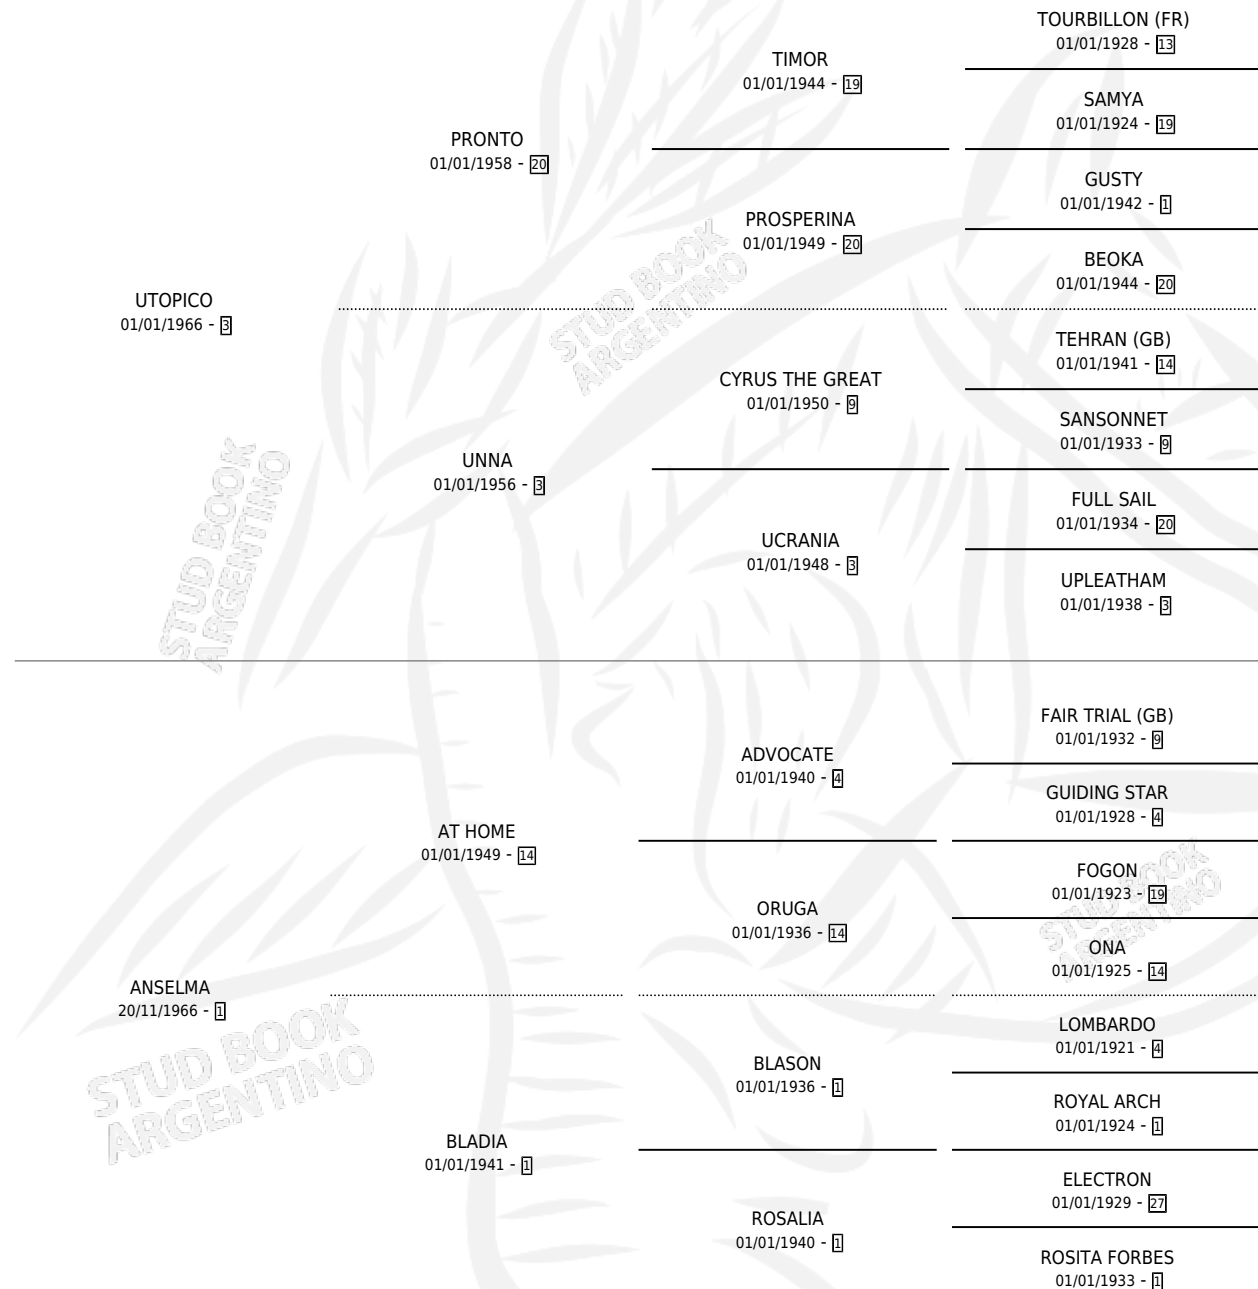 TOURBILLON (FR)
01/01/1928 - 13
TIMOR
01/01/1944 - 19
SAMYA
01/01/1924 - 19
PRONTO
01/01/1958 - 20
GUSTY
01/01/1942 - 1
PROSPERINA
01/01/1949 - 20
BEOKA
01/01/1944 - 20
UTOPICO
01/01/1966 - 3
TEHRAN (GB)
01/01/1941 - 14
CYRUS THE GREAT
01/01/1950 - 9
SANSONNET
01/01/1933 - 9
UNNA
01/01/1956 - 3
FULL SAIL
01/01/1934 - 20
UCRANIA
01/01/1948 - 3
UPLEATHAM
01/01/1938 - 3
FAIR TRIAL (GB)
01/01/1932 - 9
ADVOCATE
01/01/1940 - 4
GUIDING STAR
01/01/1928 - 4
AT HOME
01/01/1949 - 14
FOGON
01/01/1923 - 19
ORUGA
01/01/1936 - 14
ONA
01/01/1925 - 14
ANSELMA
20/11/1966 - 1
LOMBARDO
01/01/1921 - 4
BLASON
01/01/1936 - 1
ROYAL ARCH
01/01/1924 - 1
BLADIA
01/01/1941 - 1
ELECTRON
01/01/1929 - 27
ROSALIA
01/01/1940 - 1
ROSITA FORBES
01/01/1933 - 1
STUD BOOK
ARGENTINO
STUD BOOK
ARGENTINO
STUD BOOK
ARGENTINO
STUD BOOK
ARGENTINO